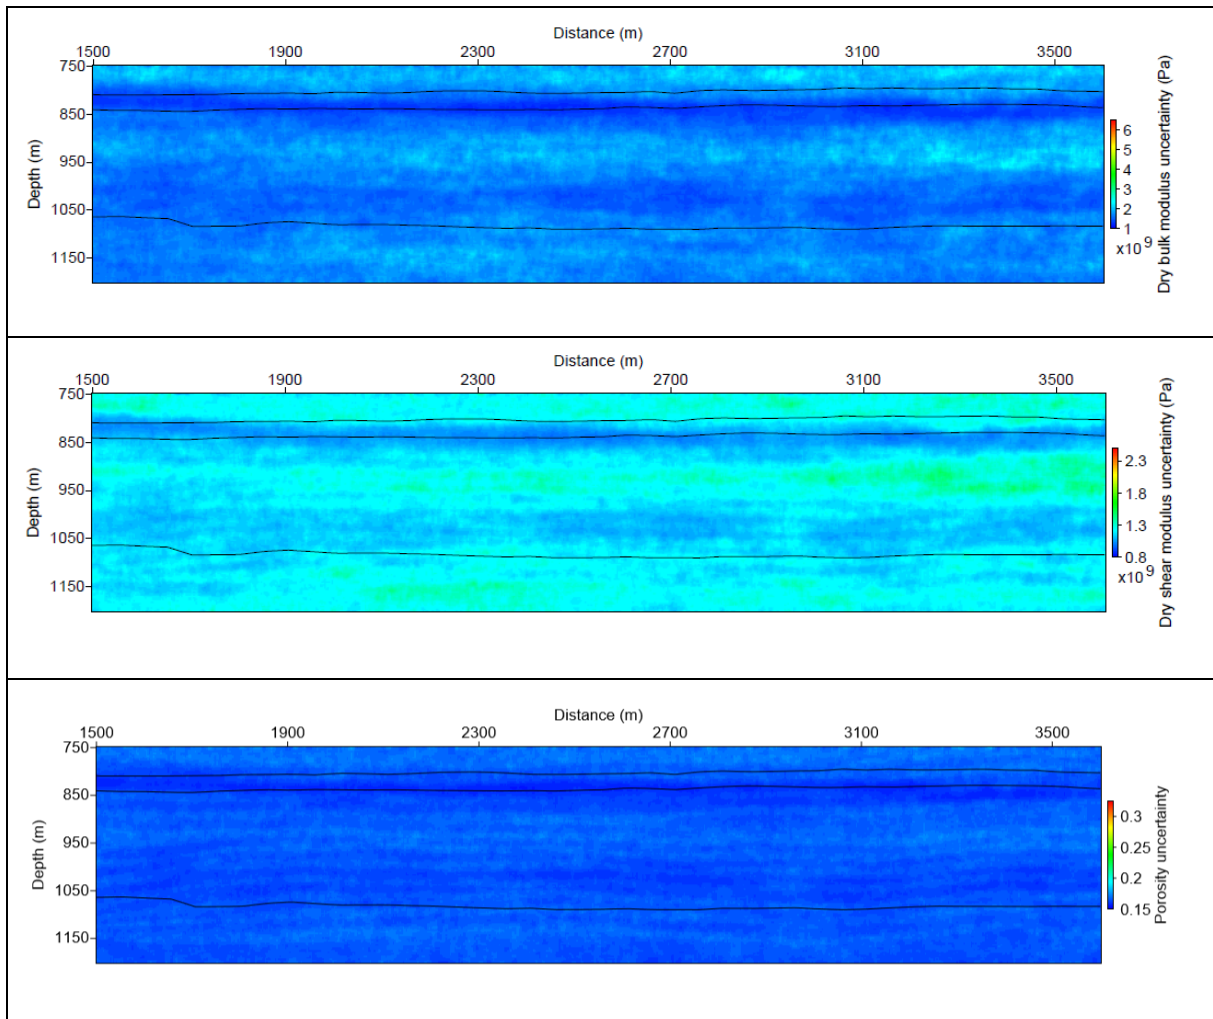 Distance (m)
1500 1900 2300 2700 3100 3500
750
850
950
1050
1150
Depth (m)
6
5
4
3
2
1
x10^9
Dry bulk modulus uncertainty (Pa)
Distance (m)
1500 1900 2300 2700 3100 3500
750
850
950
1050
1150
Depth (m)
2.3
1.8
1.3
0.8
x10^9
Dry shear modulus uncertainty (Pa)
Distance (m)
1500 1900 2300 2700 3100 3500
750
850
950
1050
1150
Depth (m)
0.3
0.25
0.2
0.15
Porosity uncertainty